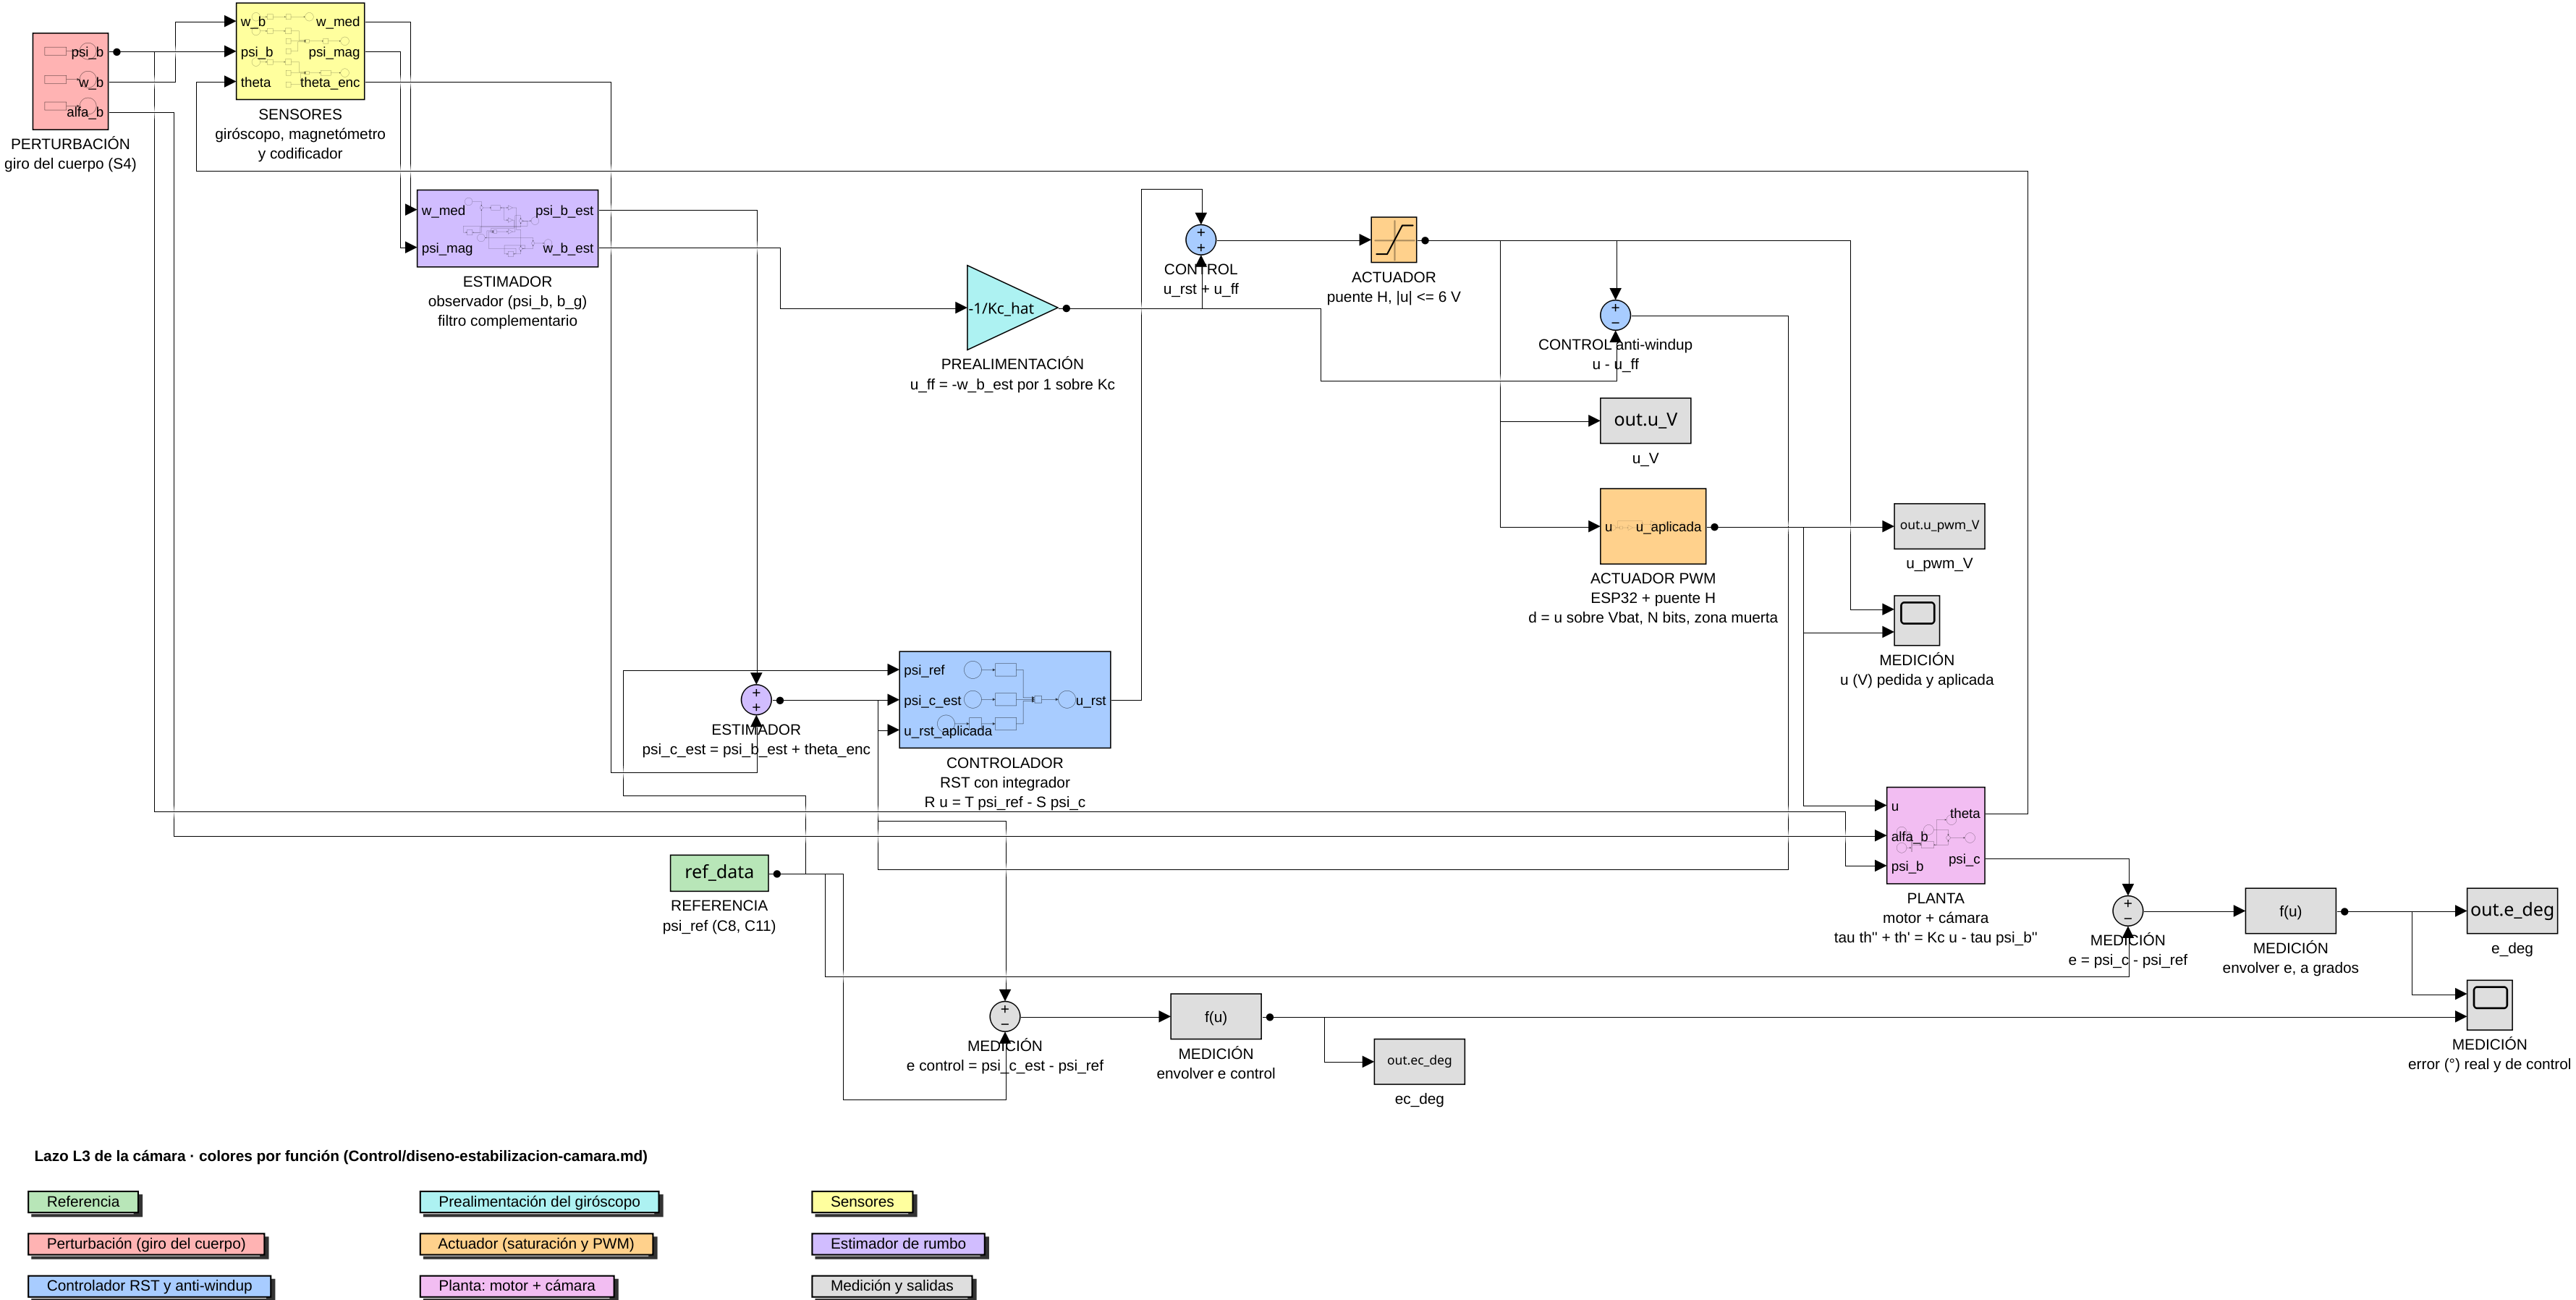 psi_b
w_b
alfa_b
PERTURBACIÓN
giro del cuerpo (S4)
w_b
w_med
psi_b
psi_mag
theta
theta_enc
SENSORES
giróscopo, magnetómetro
y codificador
w_med
psi_b_est
psi_mag
w_b_est
ESTIMADOR
observador (psi_b, b_g)
filtro complementario
-1/Kc_hat
PREALIMENTACIÓN
u_ff = -w_b_est por 1 sobre Kc
+
+
CONTROL
u_rst + u_ff
ACTUADOR
puente H, |u| <= 6 V
+
−
CONTROL anti-windup
u - u_ff
out.u_V
u_V
u
u_aplicada
ACTUADOR PWM
ESP32 + puente H
d = u sobre Vbat, N bits, zona muerta
out.u_pwm_V
u_pwm_V
MEDICIÓN
u (V) pedida y aplicada
+
+
ESTIMADOR
psi_c_est = psi_b_est + theta_enc
psi_ref
psi_c_est
u_rst
u_rst_aplicada
CONTROLADOR
RST con integrador
R u = T psi_ref - S psi_c
ref_data
REFERENCIA
psi_ref (C8, C11)
u
theta
alfa_b
psi_c
psi_b
PLANTA
motor + cámara
tau th'' + th' = Kc u - tau psi_b''
+
−
MEDICIÓN
e = psi_c - psi_ref
f(u)
MEDICIÓN
envolver e, a grados
out.e_deg
e_deg
+
−
MEDICIÓN
e control = psi_c_est - psi_ref
f(u)
MEDICIÓN
envolver e control
out.ec_deg
ec_deg
MEDICIÓN
error (°) real y de control
Lazo L3 de la cámara · colores por función (Control/diseno-estabilizacion-camara.md)
Referencia
Prealimentación del giróscopo
Sensores
Perturbación (giro del cuerpo)
Actuador (saturación y PWM)
Estimador de rumbo
Controlador RST y anti-windup
Planta: motor + cámara
Medición y salidas